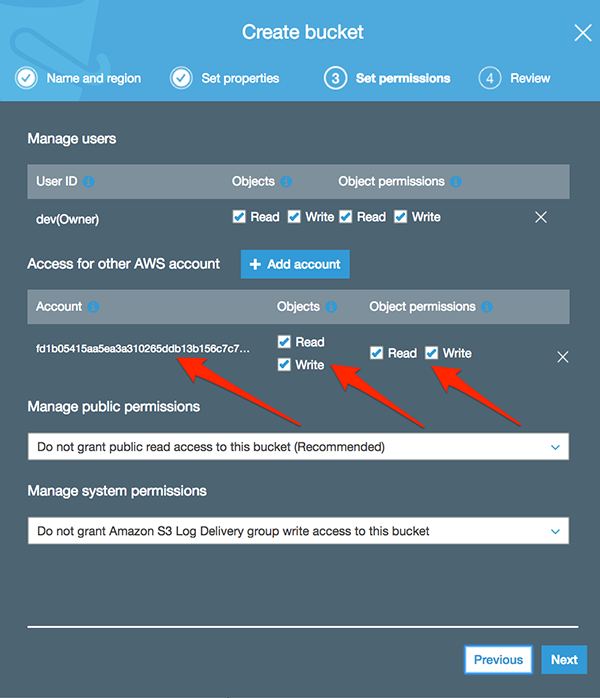 Create bucket
Name and region
Set properties
3 Set permissions
4 Review
Manage users
User ID Objects Object permissions
dev(Owner) Read Write Read Write
Access for other AWS account + Add account
Account Objects Object permissions
fd1b05415aa5ea3a310265ddb13b156c7c7...
Read
Write
Read Write
Manage public permissions
Do not grant public read access to this bucket (Recommended)
Manage system permissions
Do not grant Amazon S3 Log Delivery group write access to this bucket
Previous Next